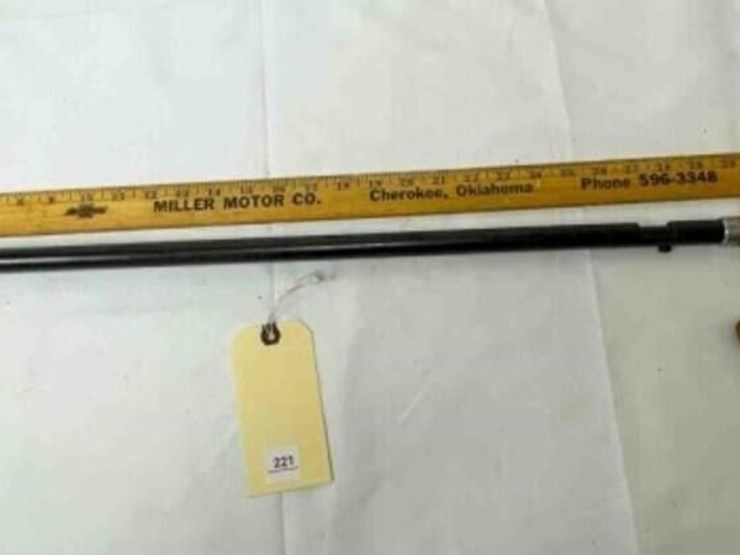 MILLER MOTOR CO. Cherokee, Oklahoma Phone 596-3348
221